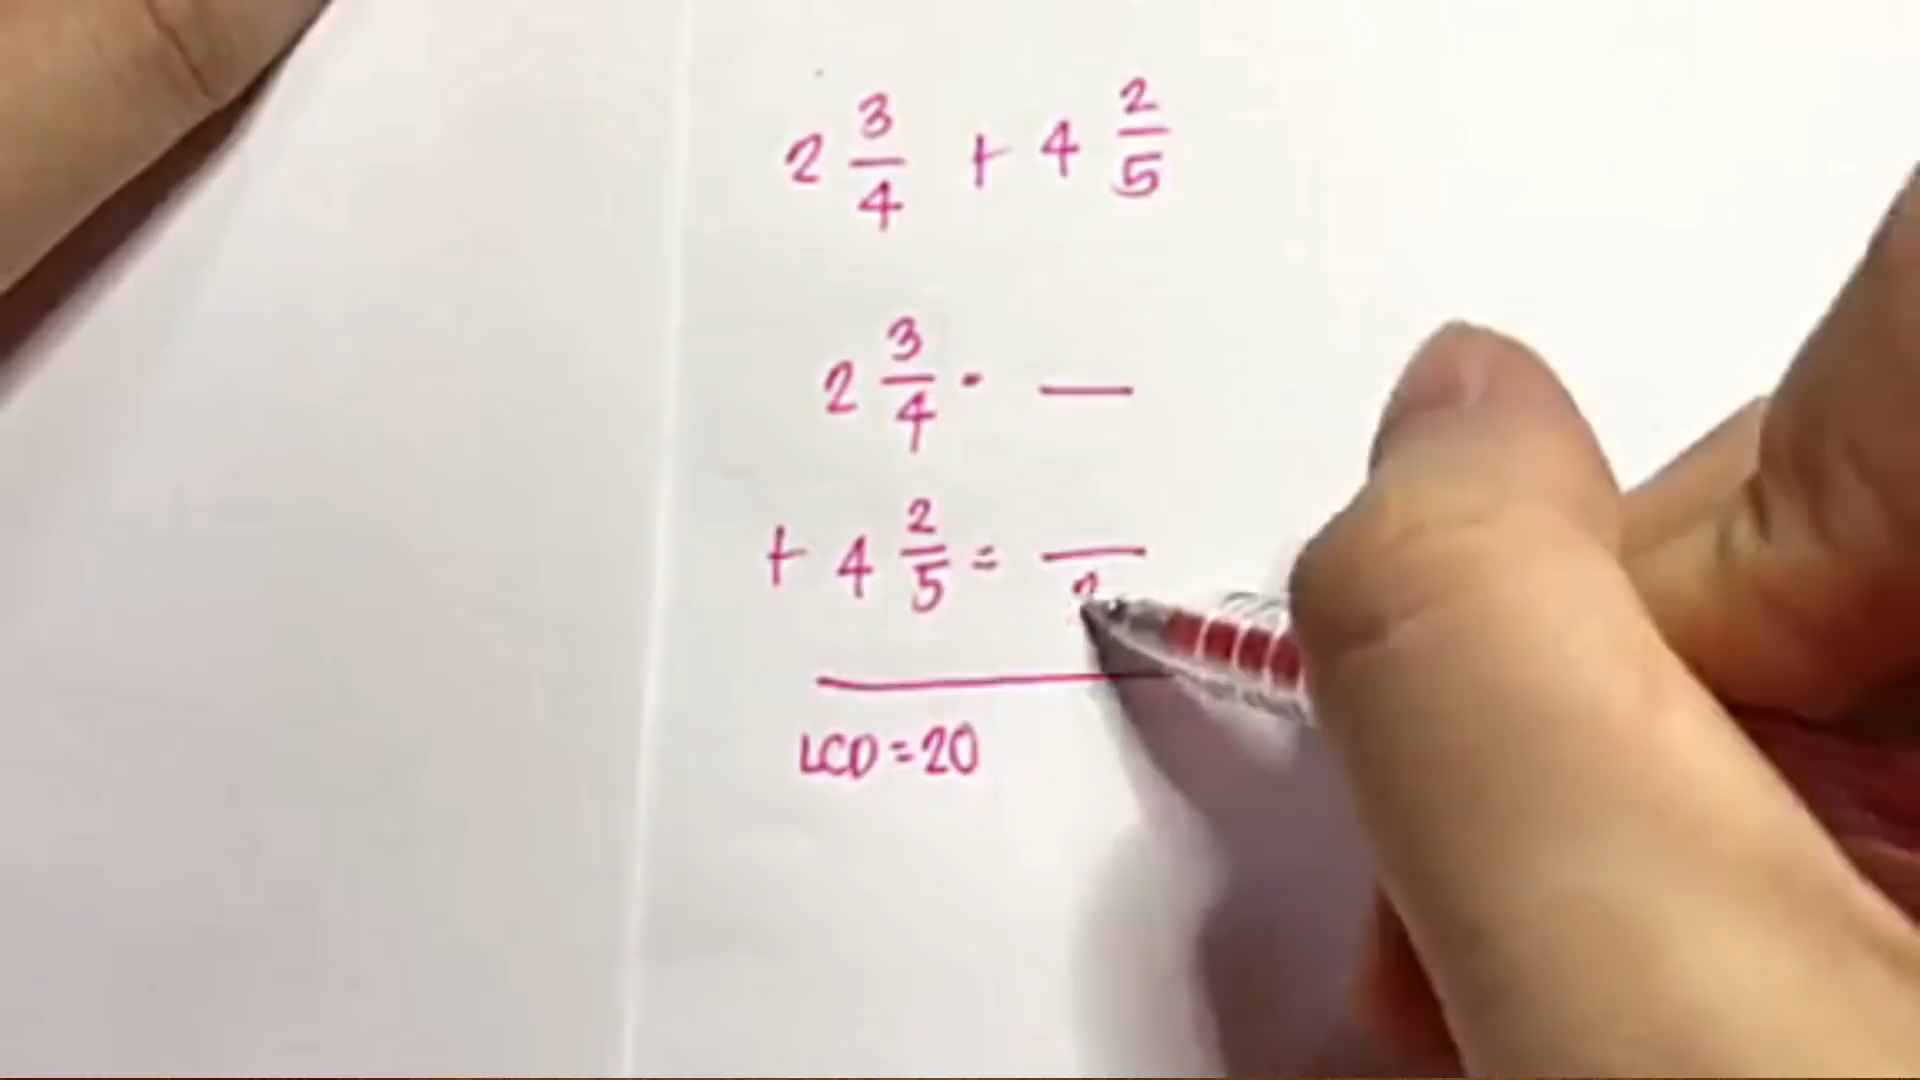 2 3/4 + 4 2/5
2 3/4 - —
+ 4 2/5 = —
LCD = 20